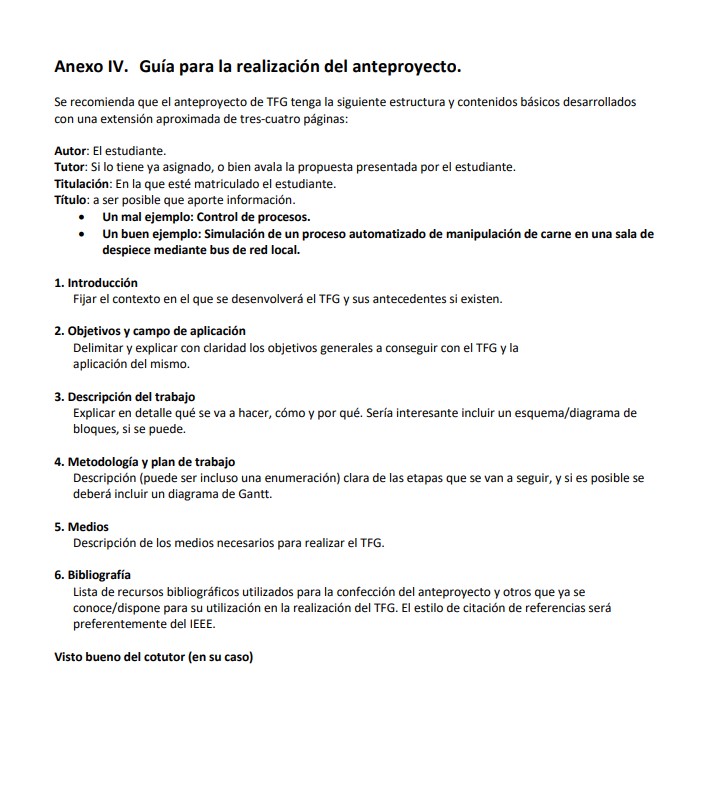 Anexo IV. Guía para la realización del anteproyecto.
Se recomienda que el anteproyecto de TFG tenga la siguiente estructura y contenidos básicos desarrollados
con una extensión aproximada de tres-cuatro páginas:
Autor: El estudiante.
Tutor: Si lo tiene ya asignado, o bien avala la propuesta presentada por el estudiante.
Titulación: En la que esté matriculado el estudiante.
Título: a ser posible que aporte información.
• Un mal ejemplo: Control de procesos.
• Un buen ejemplo: Simulación de un proceso automatizado de manipulación de carne en una sala de
despiece mediante bus de red local.
1. Introducción
Fijar el contexto en el que se desenvolverá el TFG y sus antecedentes si existen.
2. Objetivos y campo de aplicación
Delimitar y explicar con claridad los objetivos generales a conseguir con el TFG y la
aplicación del mismo.
3. Descripción del trabajo
Explicar en detalle qué se va a hacer, cómo y por qué. Sería interesante incluir un esquema/diagrama de
bloques, si se puede.
4. Metodología y plan de trabajo
Descripción (puede ser incluso una enumeración) clara de las etapas que se van a seguir, y si es posible se
deberá incluir un diagrama de Gantt.
5. Medios
Descripción de los medios necesarios para realizar el TFG.
6. Bibliografía
Lista de recursos bibliográficos utilizados para la confección del anteproyecto y otros que ya se
conoce/dispone para su utilización en la realización del TFG. El estilo de citación de referencias será
preferentemente del IEEE.
Visto bueno del cotutor (en su caso)